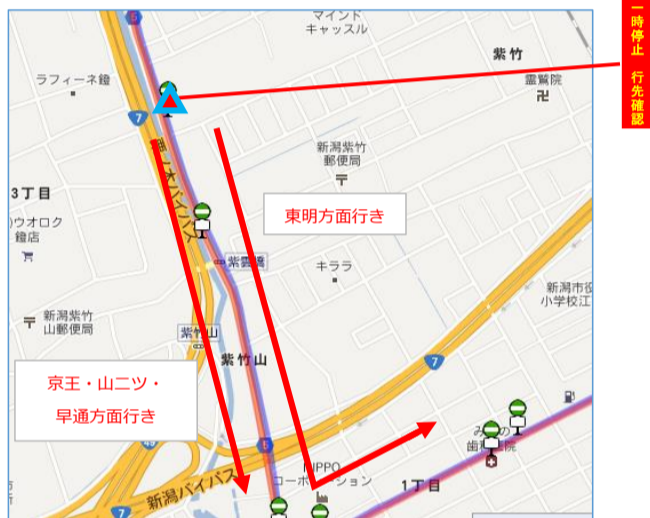 一時停止 行先確認
マインド
キャッスル
5
紫竹
ラフィーネ鐙
霊鷲院
7
新潟紫竹
郵便局
3丁目
東明方面行き
ウオロク
鐙店
紫雲橋
キララ
新潟市役
小学校江
新潟紫竹
山郵便局
紫竹山
紫竹山
7
京王・山二ツ・
早通方面行き
5
49
NIPPO
コーポレーション
1丁目
新潟バイパス
7